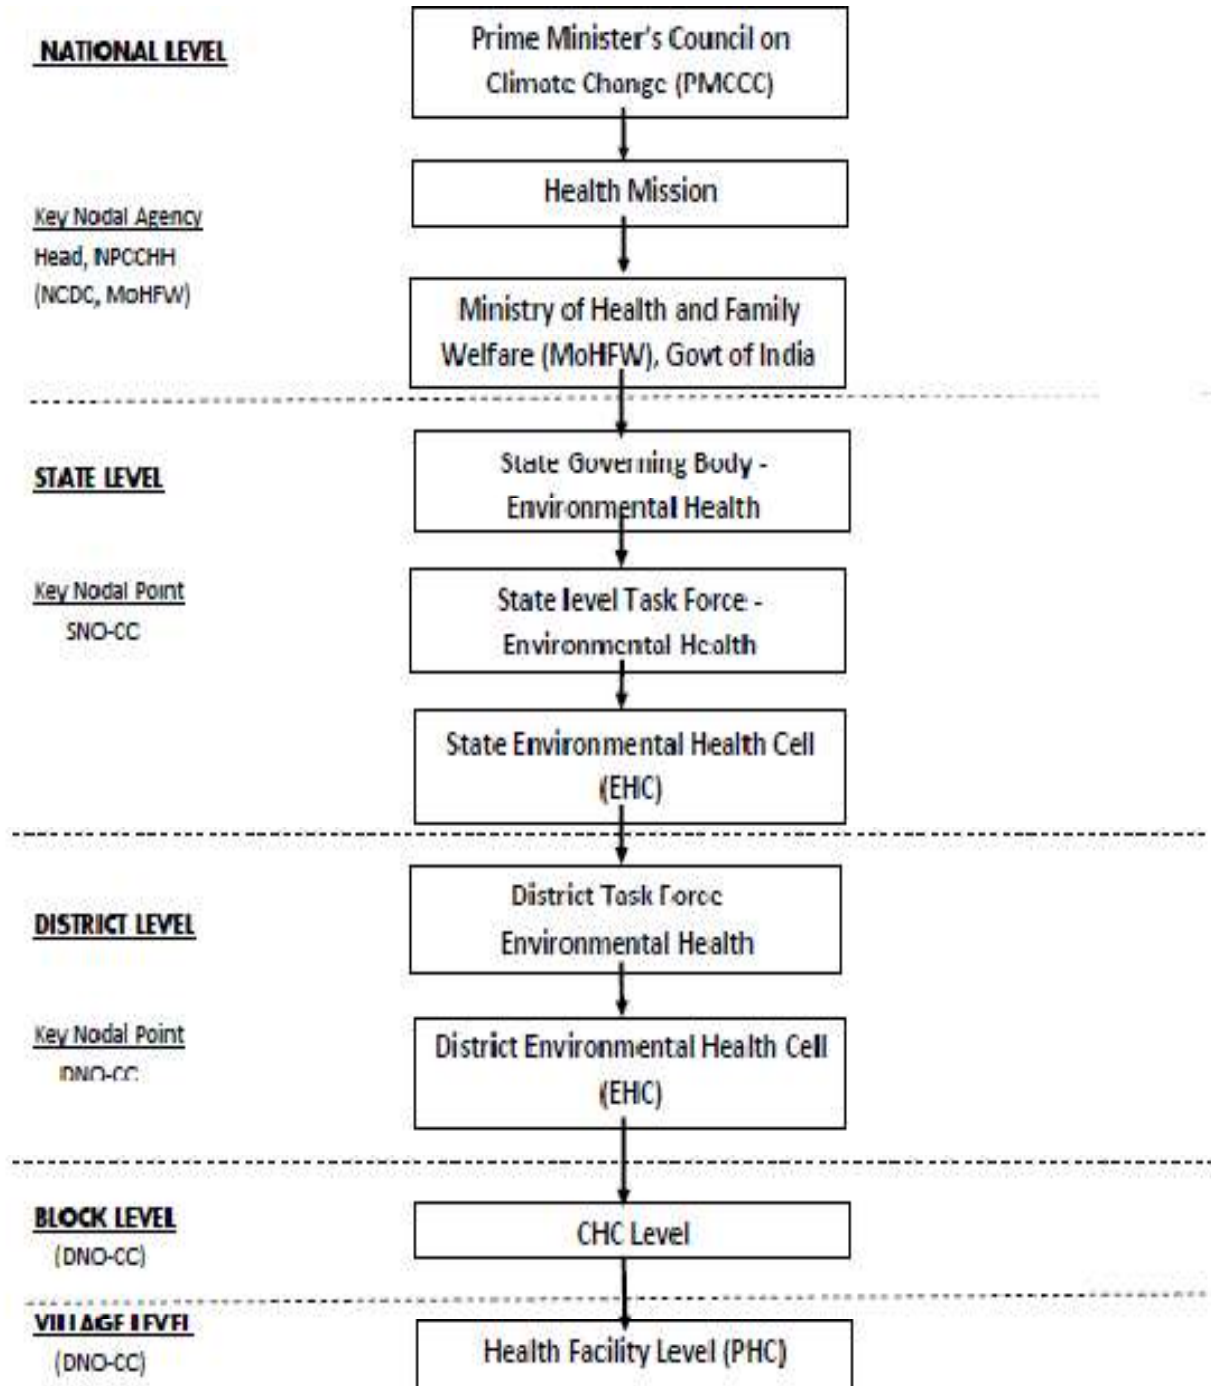 NATIONAL LEVEL
Prime Minister's Council on
Climate Change (PMCCC)
Health Mission
Key Nodal Agency
Head, NPCCHH
(NCDC, MoHFW)
Ministry of Health and Family
Welfare (MoHFW), Govt of India
STATE LEVEL
State Governing Body -
Environmental Health
Key Nodal Point
SNO-CC
State level Task Force -
Environmental Health
State Environmental Health Cell
(EHC)
DISTRICT LEVEL
District Task Force
Environmental Health
Key Nodal Point
DNO-CC
District Environmental Health Cell
(EHC)
BLOCK LEVEL
(DNO-CC)
CHC Level
VILLAGE LEVEL
(DNO-CC)
Health Facility Level (PHC)